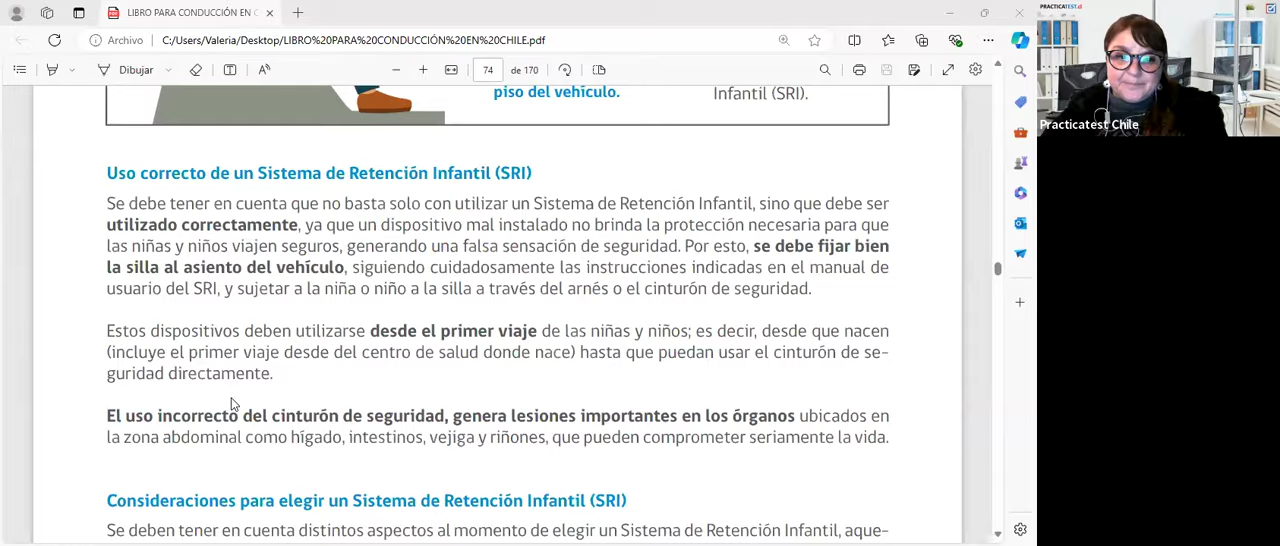 LIBRO PARA CONDUCCIÓN EN C
Archivo
C:/Users/Valeria/Desktop/LIBRO%20PARA%20CONDUCCIÓN%20EN%20CHILE.pdf
Dibujar
74
de 170
PRACTICATEST.cl
Practicatest Chile
piso del vehículo.
Infantil (SRI).
Uso correcto de un Sistema de Retención Infantil (SRI)
Se debe tener en cuenta que no basta solo con utilizar un Sistema de Retención Infantil, sino que debe ser
utilizado correctamente, ya que un dispositivo mal instalado no brinda la protección necesaria para que
las niñas y niños viajen seguros, generando una falsa sensación de seguridad. Por esto, se debe fijar bien
la silla al asiento del vehículo, siguiendo cuidadosamente las instrucciones indicadas en el manual de
usuario del SRI, y sujetar a la niña o niño a la silla a través del arnés o el cinturón de seguridad.
Estos dispositivos deben utilizarse desde el primer viaje de las niñas y niños; es decir, desde que nacen
(incluye el primer viaje desde del centro de salud donde nace) hasta que puedan usar el cinturón de se-
guridad directamente.
El uso incorrecto del cinturón de seguridad, genera lesiones importantes en los órganos ubicados en
la zona abdominal como hígado, intestinos, vejiga y riñones, que pueden comprometer seriamente la vida.
Consideraciones para elegir un Sistema de Retención Infantil (SRI)
Se deben tener en cuenta distintos aspectos al momento de elegir un Sistema de Retención Infantil, aque-